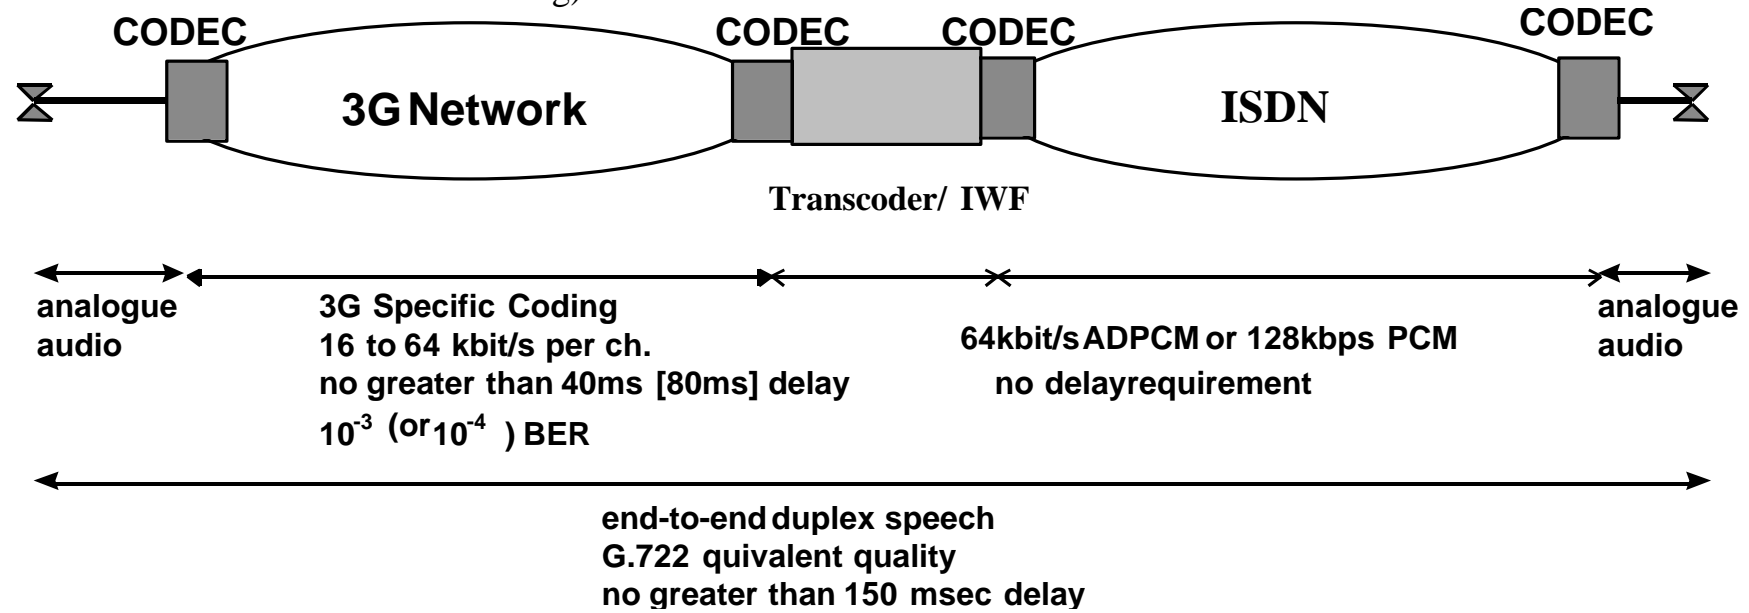 g)
CODEC CODEC CODEC CODEC
3G Network ISDN
Transcoder/ IWF
analogue
audio
3G Specific Coding
16 to 64 kbit/s per ch.
no greater than 40ms [80ms] delay
10-3 (or 10-4 ) BER
64kbit/s ADPCM or 128kbps PCM
no delayrequirement
analogue
audio
end-to-end duplex speech
G.722 quivalent quality
no greater than 150 msec delay